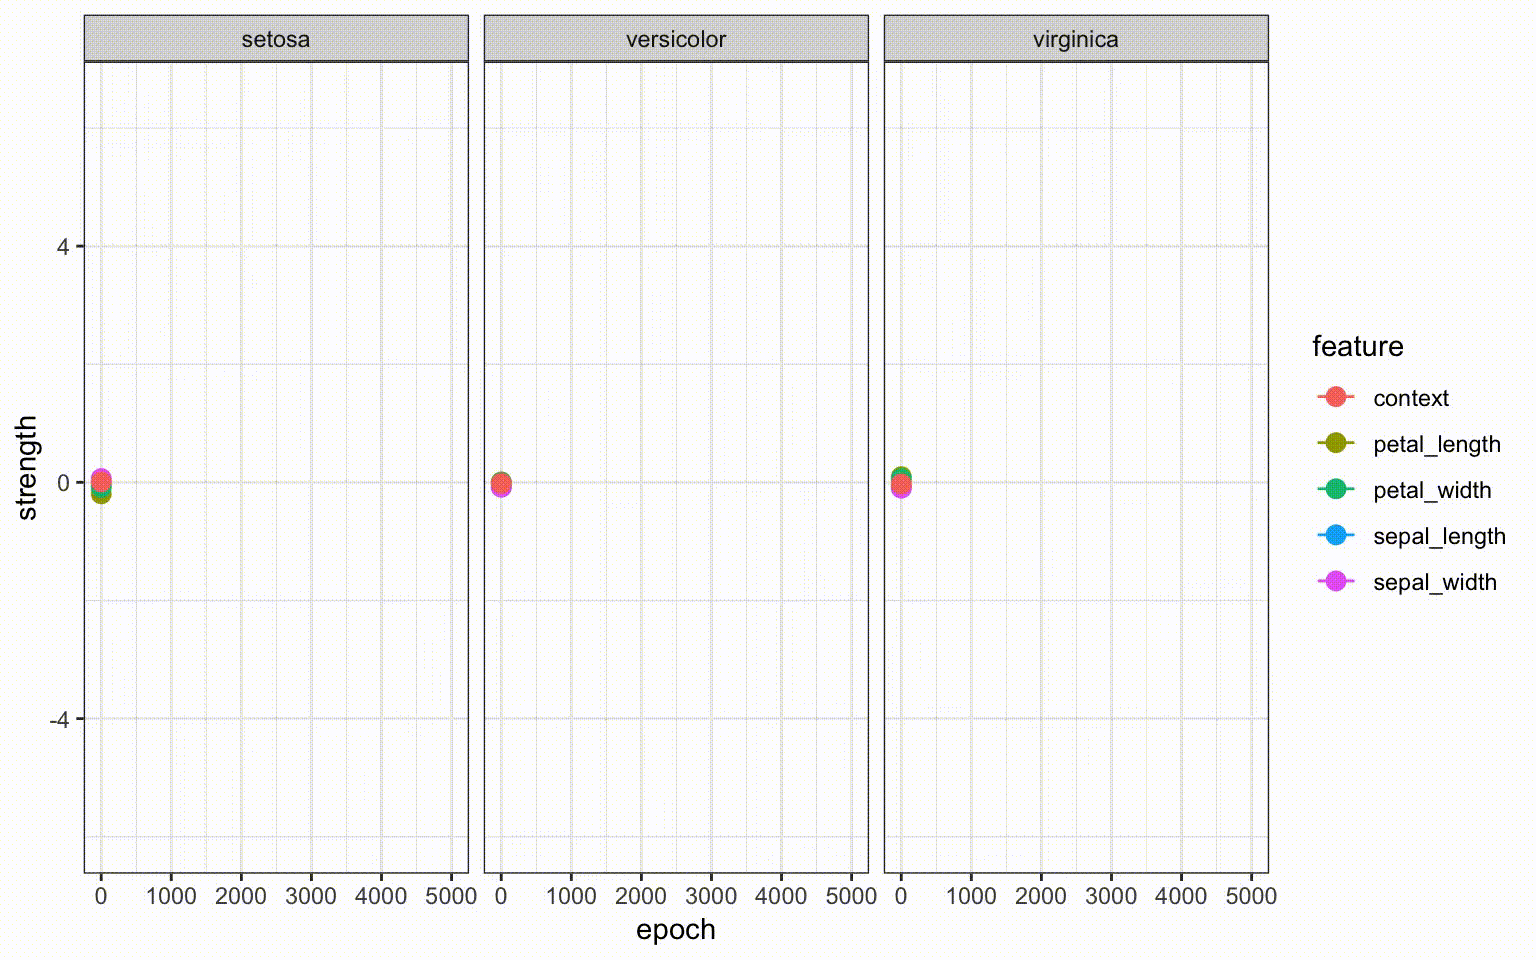 setosa versicolor virginica
4
0
-4
strength
0 1000 2000 3000 4000 5000 0 1000 2000 3000 4000 5000 0 1000 2000 3000 4000 5000
epoch
feature
context
petal_length
petal_width
sepal_length
sepal_width